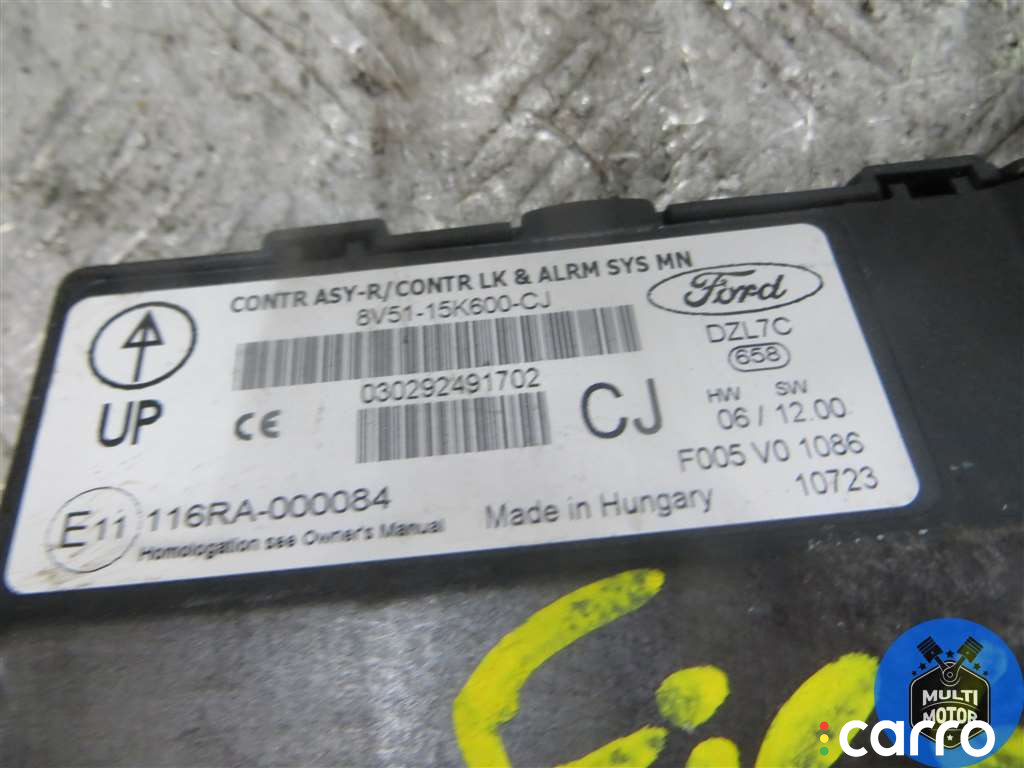 CONTR ASY-R/CONTR LK & ALRM SYS MN
8V51-15K600-CJ
Ford
DZL7C
658
UP
CE
030292491702
CJ
HW SW
06 / 12.00
F005 V0 1086
10723
E11
116RA-000084
Homologation see Owner's Manual
Made in Hungary
MULTI
MOTOR
carro